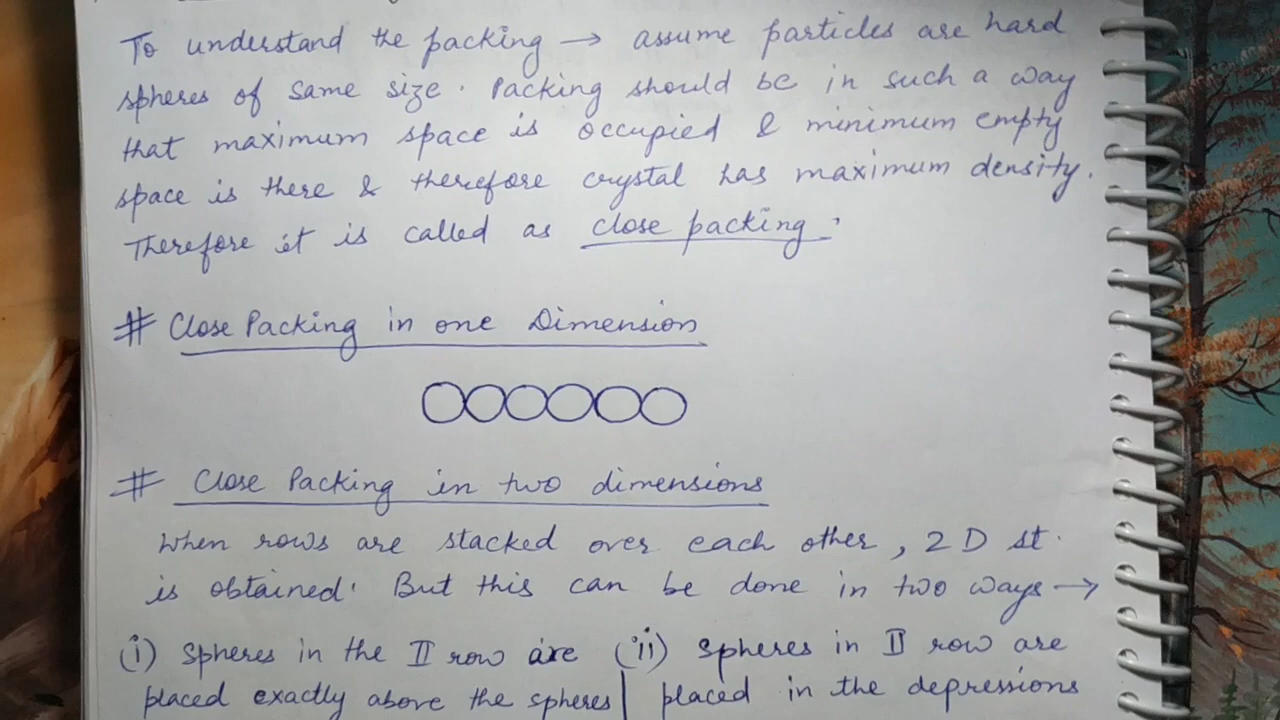 To understand the packing → assume particles are hard
spheres of same size. Packing should be in such a way
that maximum space is occupied & minimum empty
space is there & therefore crystal has maximum density.
Therefore it is called as close packing.
# Close Packing in one Dimension
# Close Packing in two dimensions
When rows are stacked over each other, 2D st.
is obtained. But this can be done in two ways →
(i) Spheres in the II row are
placed exactly above the spheres
(ii) Spheres in II row are
placed in the depressions